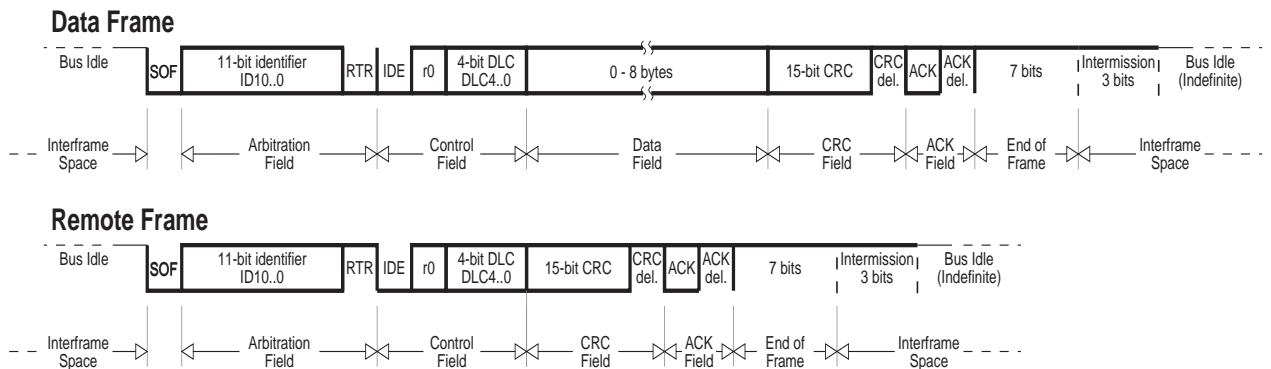 Data Frame
Bus Idle
SOF
11-bit identifier
ID10..0
RTR
IDE
r0
4-bit DLC
DLC4..0
0 - 8 bytes
15-bit CRC
CRC
del.
ACK
ACK
del.
7 bits
Intermission
3 bits
Bus Idle
(Indefinite)
Interframe
Space
Arbitration
Field
Control
Field
Data
Field
CRC
Field
ACK
Field
End of
Frame
Interframe
Space
Remote Frame
Bus Idle
SOF
11-bit identifier
ID10..0
RTR
IDE
r0
4-bit DLC
DLC4..0
15-bit CRC
CRC
del.
ACK
ACK
del.
7 bits
Intermission
3 bits
Bus Idle
(Indefinite)
Interframe
Space
Arbitration
Field
Control
Field
CRC
Field
ACK
Field
End of
Frame
Interframe
Space